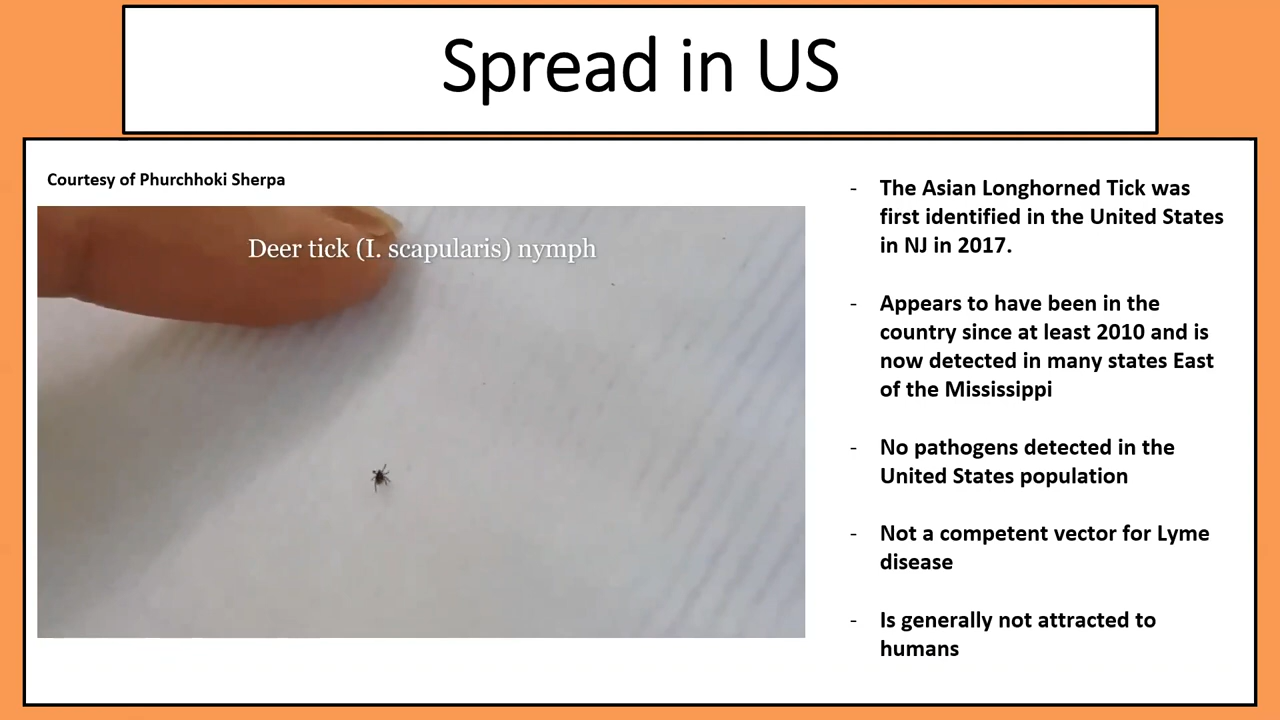 Spread in US
Courtesy of Phurchhoki Sherpa
Deer tick (I. scapularis) nymph
- The Asian Longhorned Tick was
first identified in the United States
in NJ in 2017.
- Appears to have been in the
country since at least 2010 and is
now detected in many states East
of the Mississippi
- No pathogens detected in the
United States population
- Not a competent vector for Lyme
disease
- Is generally not attracted to
humans